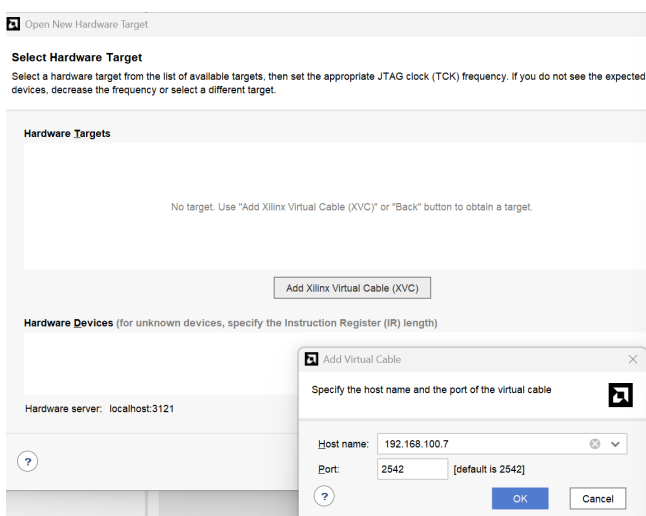 Open New Hardware Target
Select Hardware Target
Select a hardware target from the list of available targets, then set the appropriate JTAG clock (TCK) frequency. If you do not see the expected
devices, decrease the frequency or select a different target.
Hardware Targets
No target. Use "Add Xilinx Virtual Cable (XVC)" or "Back" button to obtain a target.
Add Xilinx Virtual Cable (XVC)
Hardware Devices (for unknown devices, specify the Instruction Register (IR) length)
Hardware server: localhost:3121
?
Add Virtual Cable
Specify the host name and the port of the virtual cable
Host name: 192.168.100.7
Port: 2542 [default is 2542]
?
OK
Cancel